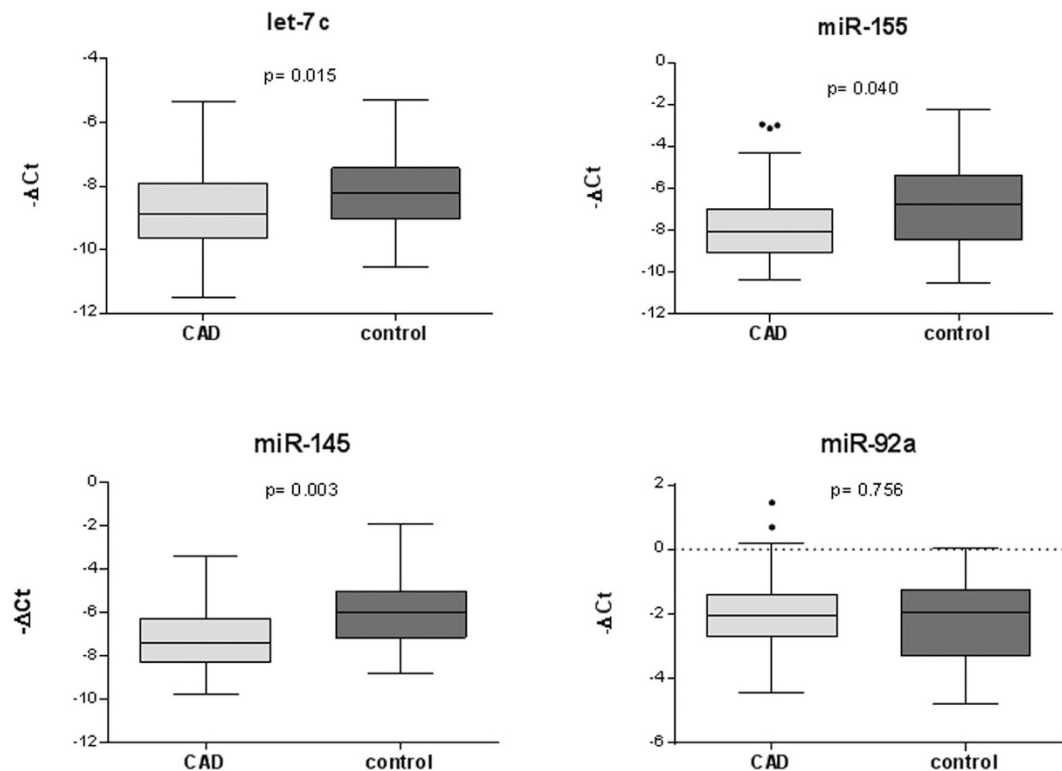 let-7c
p= 0.015
-ΔCt
-4
-6
-8
-10
-12
CAD control
miR-155
p= 0.040
-ΔCt
0
-2
-4
-6
-8
-10
-12
CAD control
miR-145
p= 0.003
-ΔCt
0
-2
-4
-6
-8
-10
-12
CAD control
miR-92a
p= 0.756
-ΔCt
2
0
-2
-4
-6
CAD control